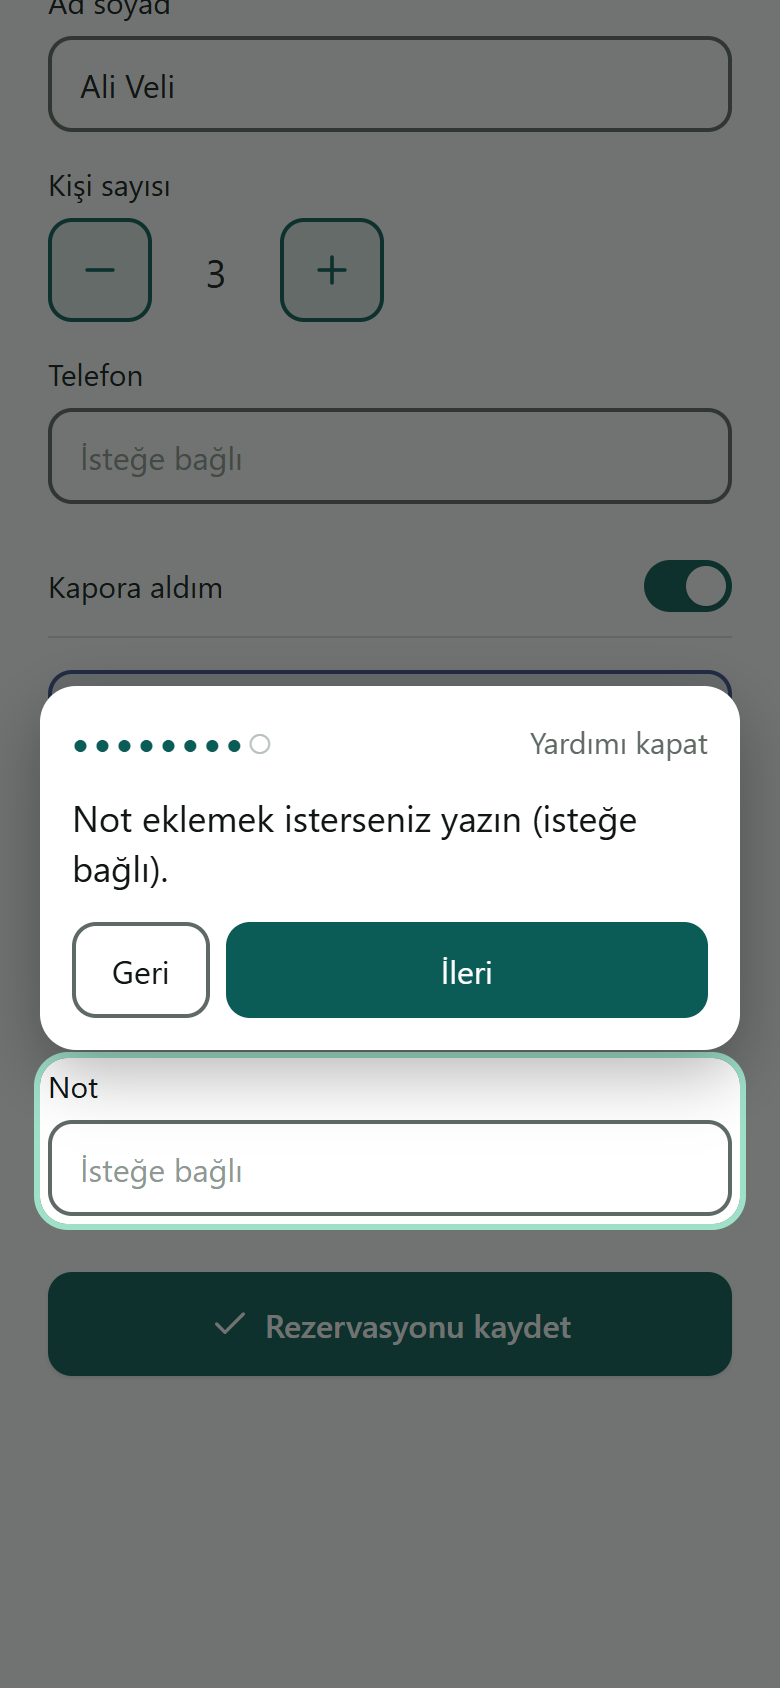 Ad soyad
Ali Veli
Kişi sayısı
3
Telefon
İsteğe bağlı
Kapora aldım
Yardımı kapat
Not eklemek isterseniz yazın (isteğe
bağlı).
Geri
İleri
Not
İsteğe bağlı
Rezervasyonu kaydet